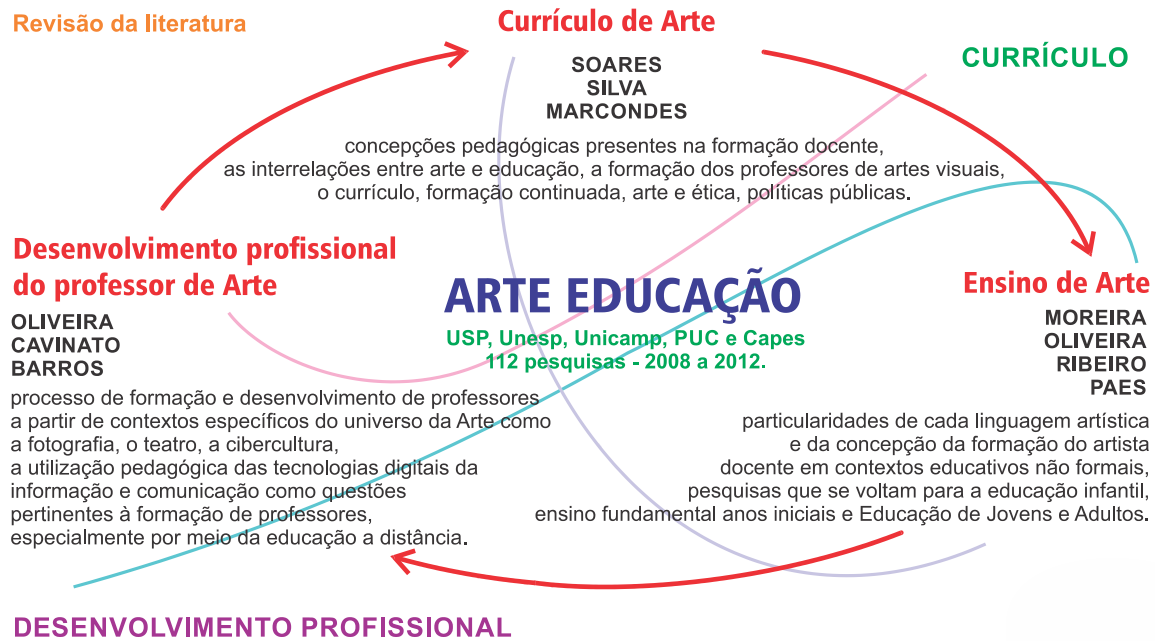 Revisão da literatura
Currículo de Arte
SOARES
SILVA
MARCONDES
CURRÍCULO
concepções pedagógicas presentes na formação docente,
as interrelações entre arte e educação, a formação dos professores de artes visuais,
o currículo, formação continuada, arte e ética, políticas públicas.
Desenvolvimento profissional
do professor de Arte
OLIVEIRA
CAVINATO
BARROS
processo de formação e desenvolvimento de professores
a partir de contextos específicos do universo da Arte como
a fotografia, o teatro, a cibercultura,
a utilização pedagógica das tecnologias digitais da
informação e comunicação como questões
pertinentes à formação de professores,
especialmente por meio da educação a distância.
ARTE EDUCAÇÃO
USP, Unesp, Unicamp, PUC e Capes
112 pesquisas - 2008 a 2012.
Ensino de Arte
MOREIRA
OLIVEIRA
RIBEIRO
PAES
particularidades de cada linguagem artística
e da concepção da formação do artista
docente em contextos educativos não formais,
pesquisas que se voltam para a educação infantil,
ensino fundamental anos iniciais e Educação de Jovens e Adultos.
DESENVOLVIMENTO PROFISSIONAL